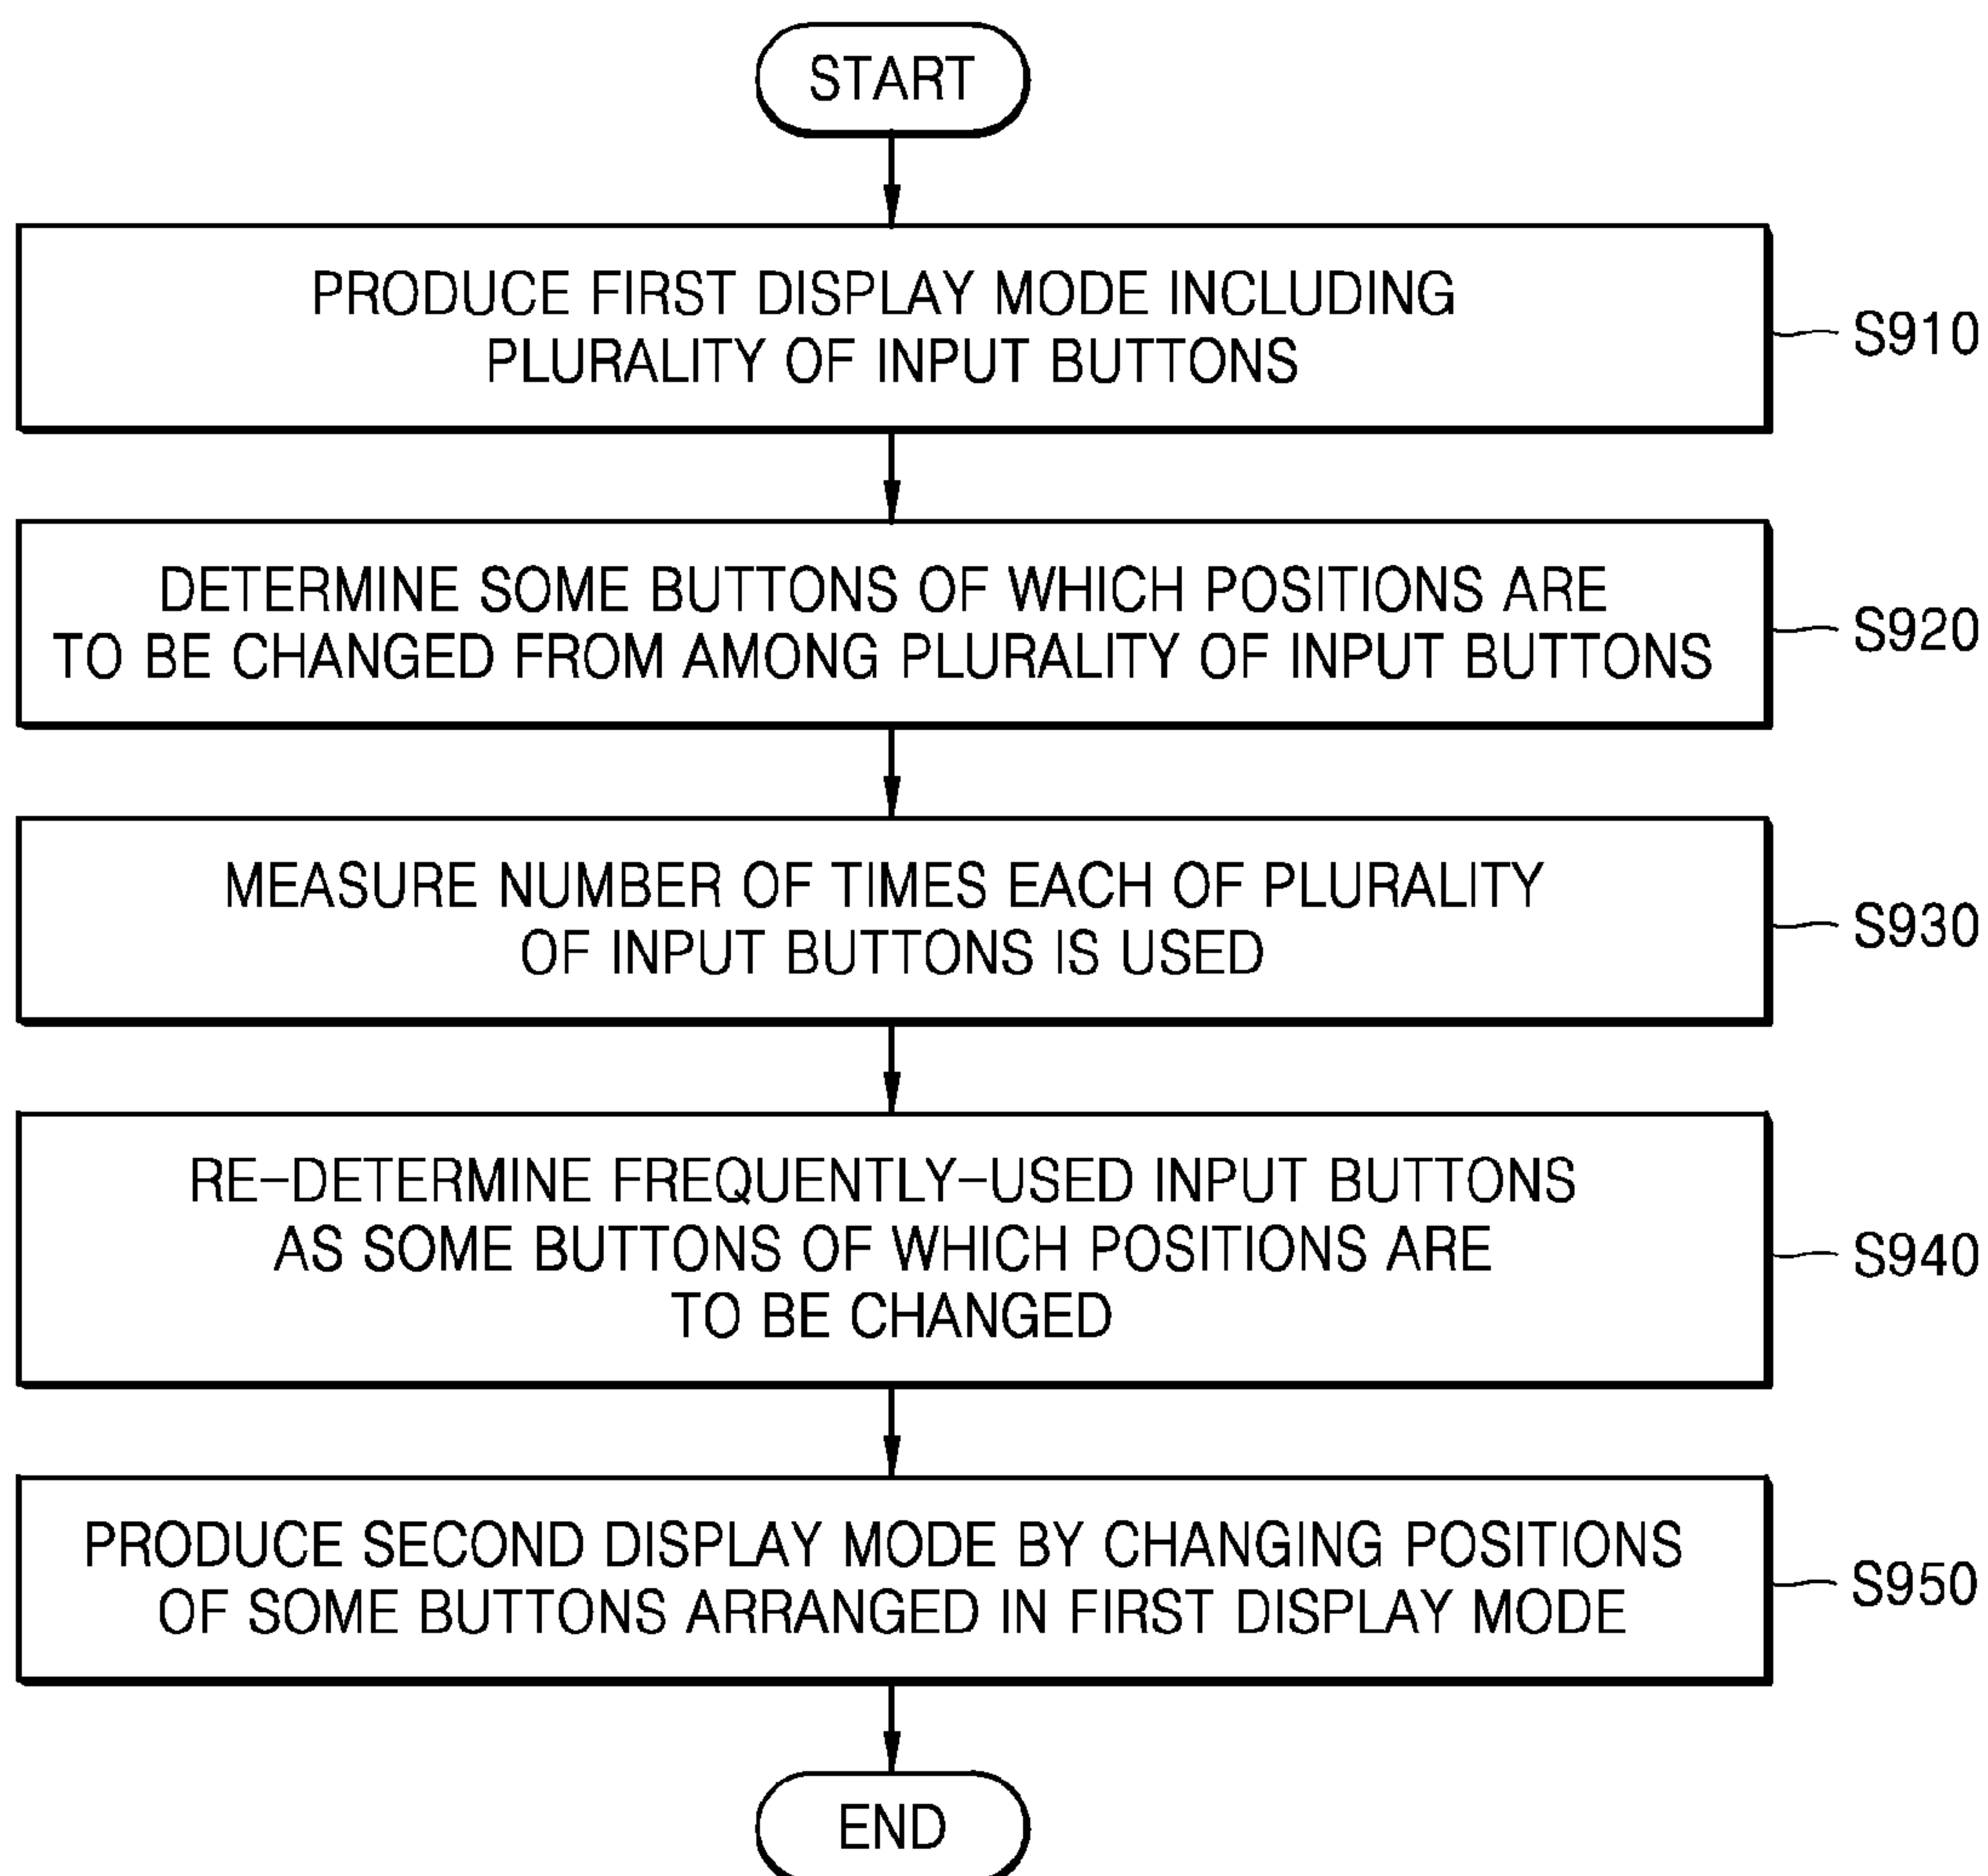 START
PRODUCE FIRST DISPLAY MODE INCLUDING
PLURALITY OF INPUT BUTTONS
S910
DETERMINE SOME BUTTONS OF WHICH POSITIONS ARE
TO BE CHANGED FROM AMONG PLURALITY OF INPUT BUTTONS
S920
MEASURE NUMBER OF TIMES EACH OF PLURALITY
OF INPUT BUTTONS IS USED
S930
RE-DETERMINE FREQUENTLY-USED INPUT BUTTONS
AS SOME BUTTONS OF WHICH POSITIONS ARE
TO BE CHANGED
S940
PRODUCE SECOND DISPLAY MODE BY CHANGING POSITIONS
OF SOME BUTTONS ARRANGED IN FIRST DISPLAY MODE
S950
END